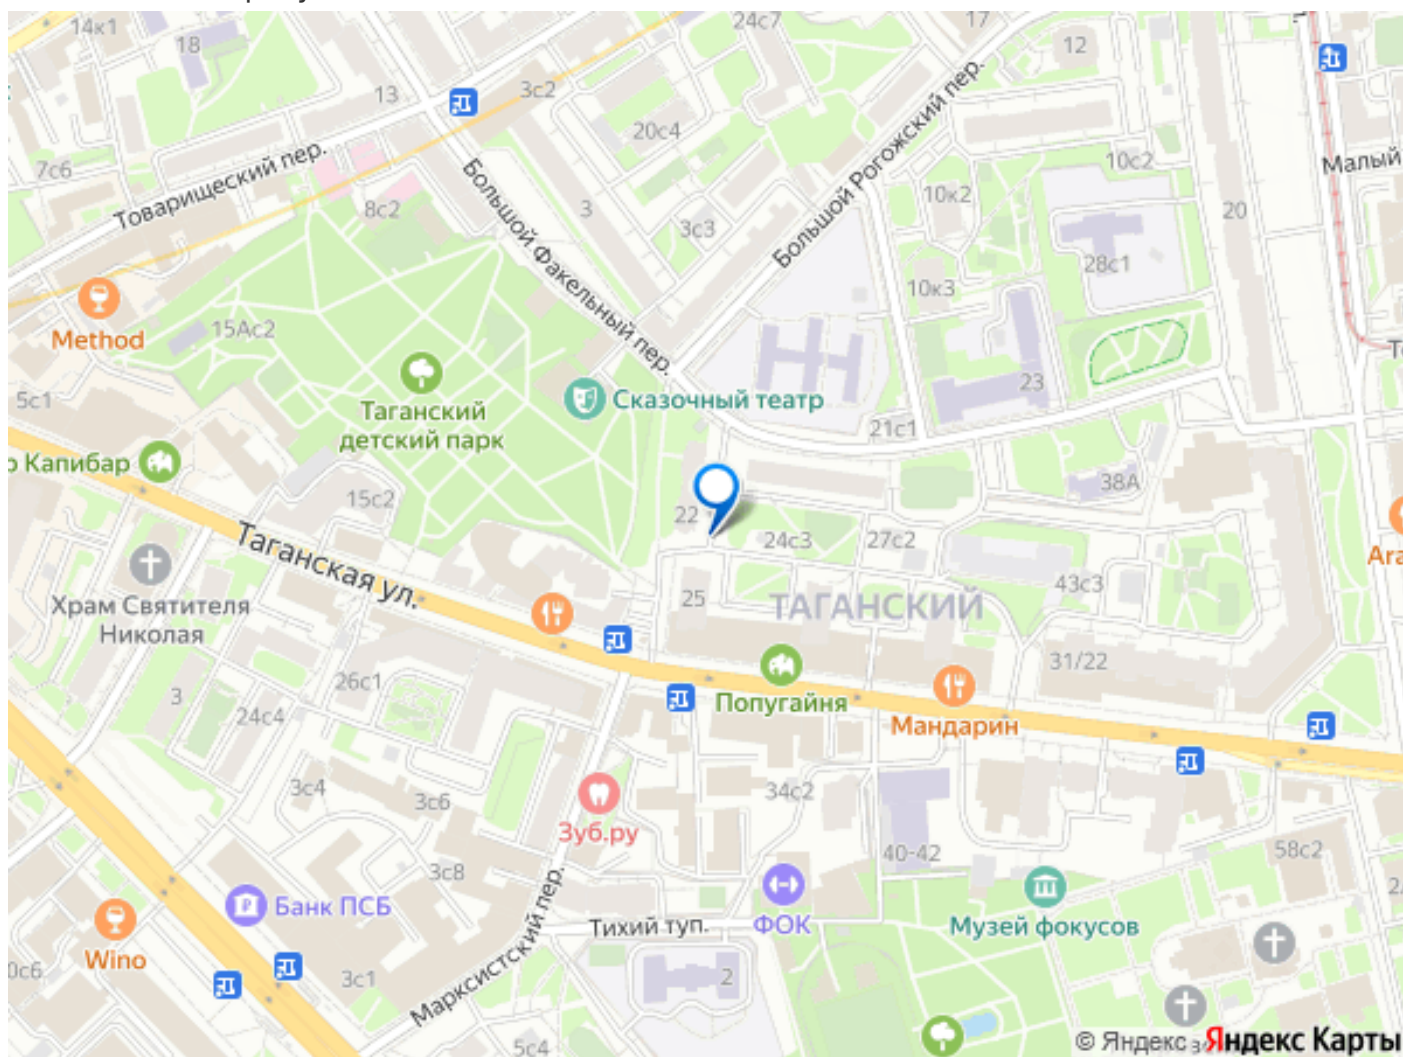 14к1
18
24с7
17
12
13
3с2
20с4
7с6
Товарищеский пер.
Большой Факельный пер.
Большой Рогожский пер.
10с2
Малый
8с2
3
3с3
10к2
20
28с1
10к3
Method
15Ас2
Таганский
детский парк
Сказочный театр
23
5с1
21с1
о Капибар
15с2
38А
22
24с3
27с2
Таганская ул.
43с3
Храм Святителя
Николая
25
ТАГАНСКИЙ
31/22
26с1
3
24с4
Попугайня
Мандарин
3с4
3с6
34с2
Зуб.ру
40-42
58с2
3с8
Банк ПСБ
Марксистский пер.
Тихий туп.
ФОК
Музей фокусов
Wino
3с1
2
5с4
© Яндекс
Яндекс Карты